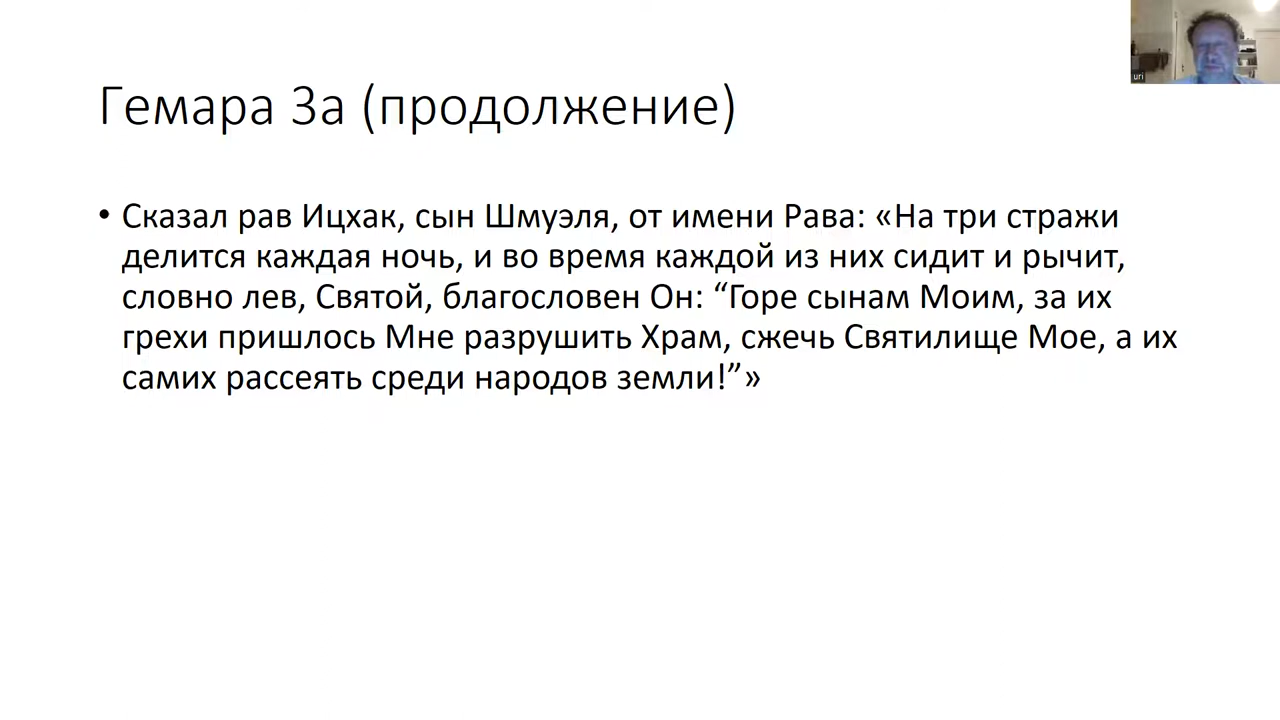 Гемара 3а (продолжение)
• Сказал рав Ицхак, сын Шмуэля, от имени Рава: «На три стражи
делится каждая ночь, и во время каждой из них сидит и рычит,
словно лев, Святой, благословен Он: “Горе сынам Моим, за их
грехи пришлось Мне разрушить Храм, сжечь Святилище Мое, а их
самих рассеять среди народов земли!”»
uri